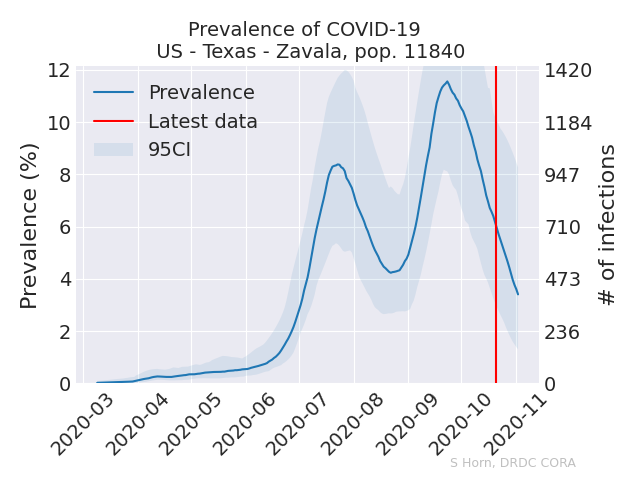 Prevalence of COVID-19
US - Texas - Zavala, pop. 11840
Prevalence (%)
12
10
8
6
4
2
0
Prevalence
Latest data
95CI
1420
1184
947
710
473
236
0
# of infections
2020-03
2020-04
2020-05
2020-06
2020-07
2020-08
2020-09
2020-10
2020-11
S Horn, DRDC CORA